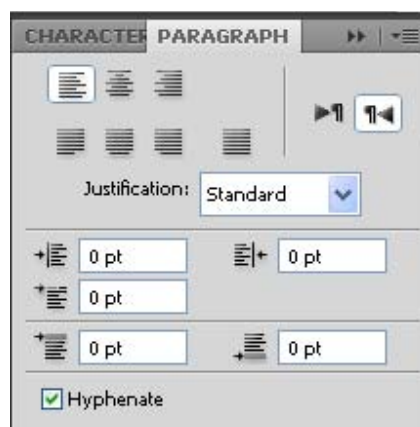 CHARACTER PARAGRAPH
Justification: Standard
0 pt 0 pt
0 pt
0 pt 0 pt
Hyphenate